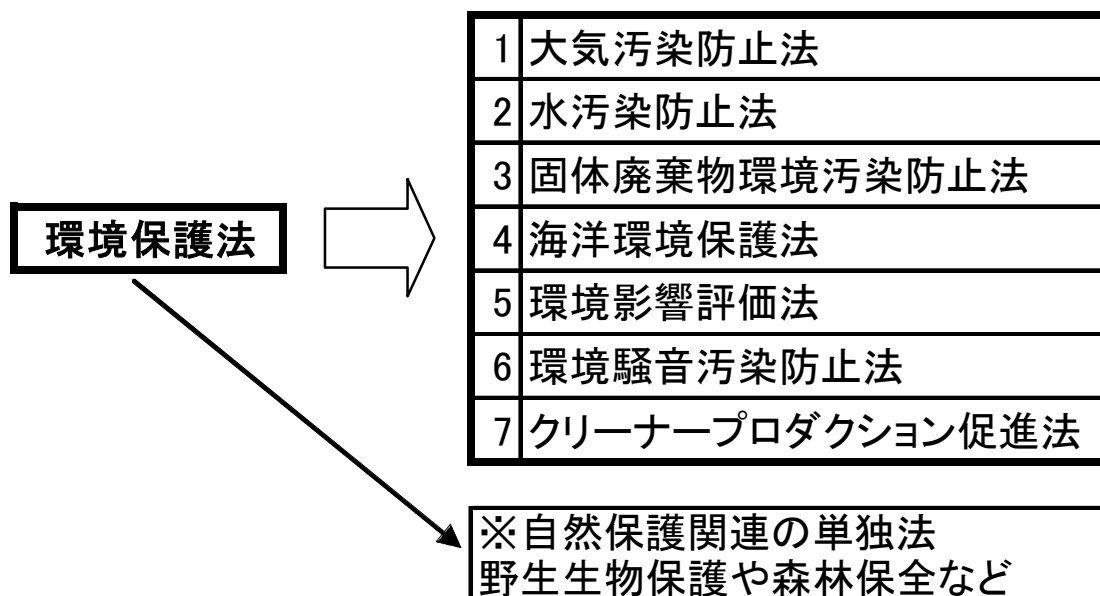 環境保護法
1 大気汚染防止法
2 水汚染防止法
3 固体廃棄物環境汚染防止法
4 海洋環境保護法
5 環境影響評価法
6 環境騒音汚染防止法
7 クリーナープロダクション促進法
※自然保護関連の単独法
野生生物保護や森林保全など